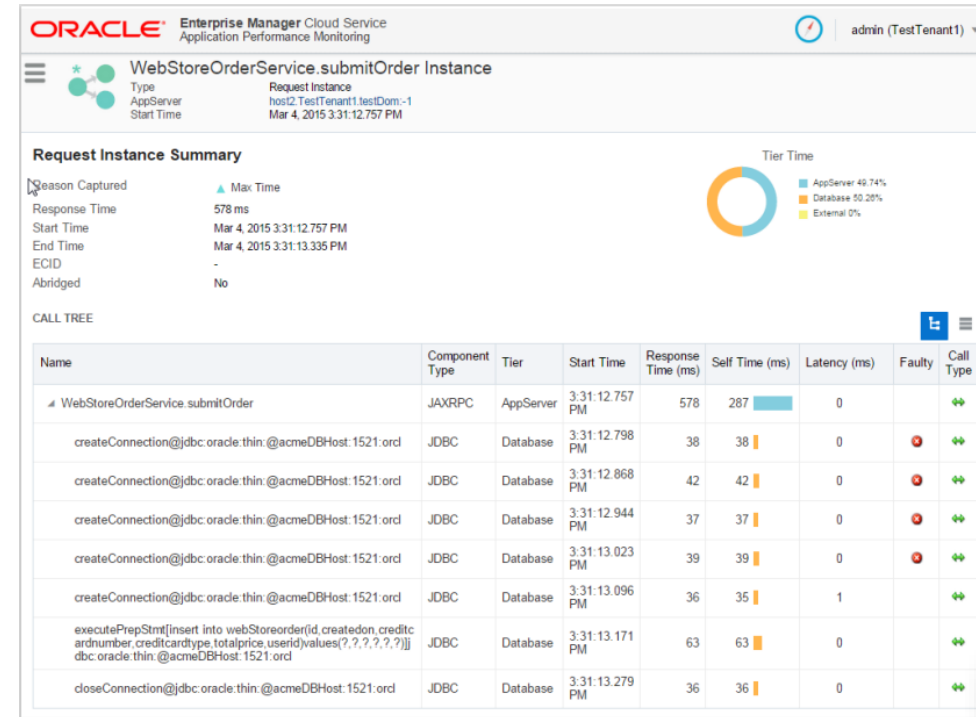 ORACLE® Enterprise Manager Cloud Service
Application Performance Monitoring
admin (TestTenant1)
WebStoreOrderService.submitOrder Instance
Type Request Instance
AppServer host2.TestTenant1.testDom:-1
Start Time Mar 4, 2015 3:31:12.757 PM
Request Instance Summary
Reason Captured Max Time
Response Time 578 ms
Start Time Mar 4, 2015 3:31:12.757 PM
End Time Mar 4, 2015 3:31:13.335 PM
ECID -
Abridged No
Tier Time
AppServer 49.74%
Database 50.26%
External 0%
CALL TREE
Name Component Type Tier Start Time Response Time (ms) Self Time (ms) Latency (ms) Faulty Call Type
WebStoreOrderService.submitOrder JAXRPC AppServer 3:31:12.757 PM 578 287 0
createConnection@jdbc:oracle:thin:@acmeDBHost:1521:orcl JDBC Database 3:31:12.798 PM 38 38 0
createConnection@jdbc:oracle:thin:@acmeDBHost:1521:orcl JDBC Database 3:31:12.868 PM 42 42 0
createConnection@jdbc:oracle:thin:@acmeDBHost:1521:orcl JDBC Database 3:31:12.944 PM 37 37 0
createConnection@jdbc:oracle:thin:@acmeDBHost:1521:orcl JDBC Database 3:31:13.023 PM 39 39 0
createConnection@jdbc:oracle:thin:@acmeDBHost:1521:orcl JDBC Database 3:31:13.096 PM 36 35 1
executePrepStmt[insert into webStoreorder(id,createdon,creditc
ardnumber,creditcardtype,totalprice,userid)values(?,?,?,?,?,?)]j
dbc:oracle:thin:@acmeDBHost:1521:orcl JDBC Database 3:31:13.171 PM 63 63 0
closeConnection@jdbc:oracle:thin:@acmeDBHost:1521:orcl JDBC Database 3:31:13.279 PM 36 36 0